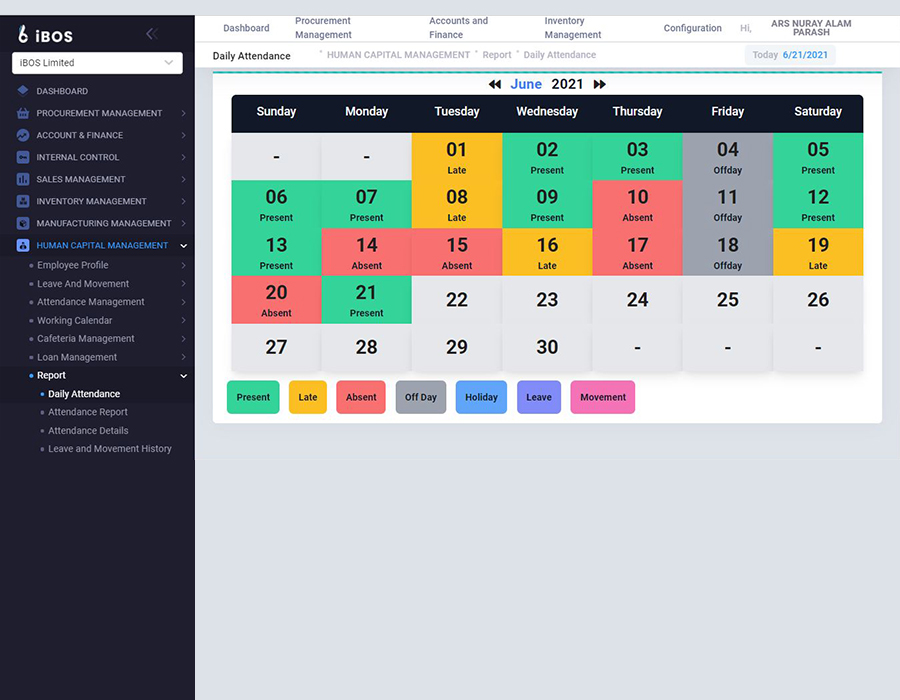 iBOS
iBOS Limited
DASHBOARD
PROCUREMENT MANAGEMENT
ACCOUNT & FINANCE
INTERNAL CONTROL
SALES MANAGEMENT
INVENTORY MANAGEMENT
MANUFACTURING MANAGEMENT
HUMAN CAPITAL MANAGEMENT
Employee Profile
Leave And Movement
Attendance Management
Working Calendar
Cafeteria Management
Loan Management
Report
Daily Attendance
Attendance Report
Attendance Details
Leave and Movement History
Dashboard
Procurement
Management
Accounts and
Finance
Inventory
Management
Configuration
Hi,
ARS NURAY ALAM
PARASH
Daily Attendance
HUMAN CAPITAL MANAGEMENT Report Daily Attendance
Today 6/21/2021
June 2021
Sunday Monday Tuesday Wednesday Thursday Friday Saturday
- - 01 02 03 04 05
Late Present Present Offday Present
06 07 08 09 10 11 12
Present Present Late Present Absent Offday Present
13 14 15 16 17 18 19
Present Absent Absent Late Absent Offday Late
20 21 22 23 24 25 26
Absent Present
27 28 29 30 - - -
Present Late Absent Off Day Holiday Leave Movement